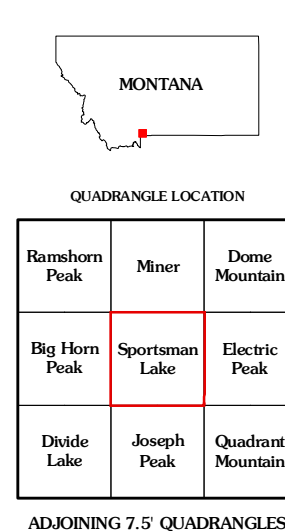 MONTANA
QUADRANGLE LOCATION
Ramshorn
Peak
Miner
Dome
Mountain
Big Horn
Peak
Sportsman
Lake
Electric
Peak
Divide
Lake
Joseph
Peak
Quadrant
Mountain
ADJOINING 7.5' QUADRANGLES